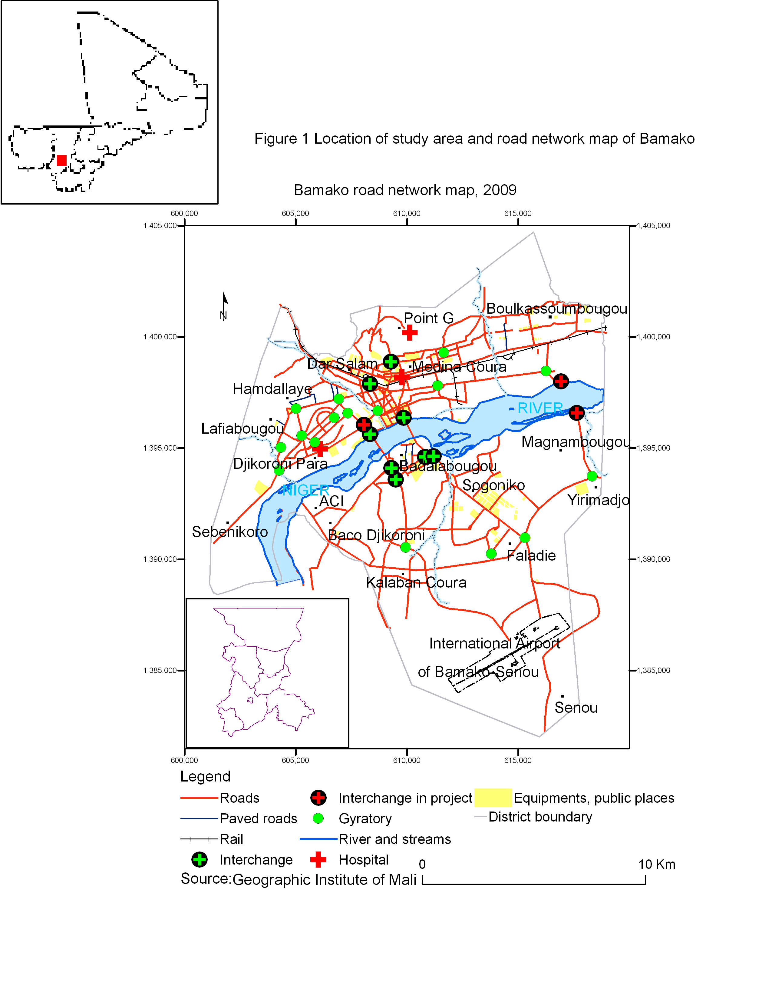 Figure 1 Location of study area and road network map of Bamako
Bamako road network map, 2009
600,000 605,000 610,000 615,000
1,405,000 1,405,000
N
Boulkassoumbougou
Point G
1,400,000 1,400,000
Dar Salam
Medina Coura
Hamdallaye
RIVER
Lafiabougou
Magnambougou
1,395,000 1,395,000
Djikoroni Para
Badalabougou
Sogoniko
NIGER
ACI
Yirimadjo
Sebenikoro
Baco Djikoroni
Faladie
1,390,000 1,390,000
Kalaban Coura
International Airport
of Bamako Senou
1,385,000 1,385,000
Senou
600,000 605,000 610,000 615,000
Legend
Roads
Interchange in project
Equipments, public places
Paved roads
Gyratory
District boundary
Rail
River and streams
Interchange
Hospital
0 10 Km
Source: Geographic Institute of Mali